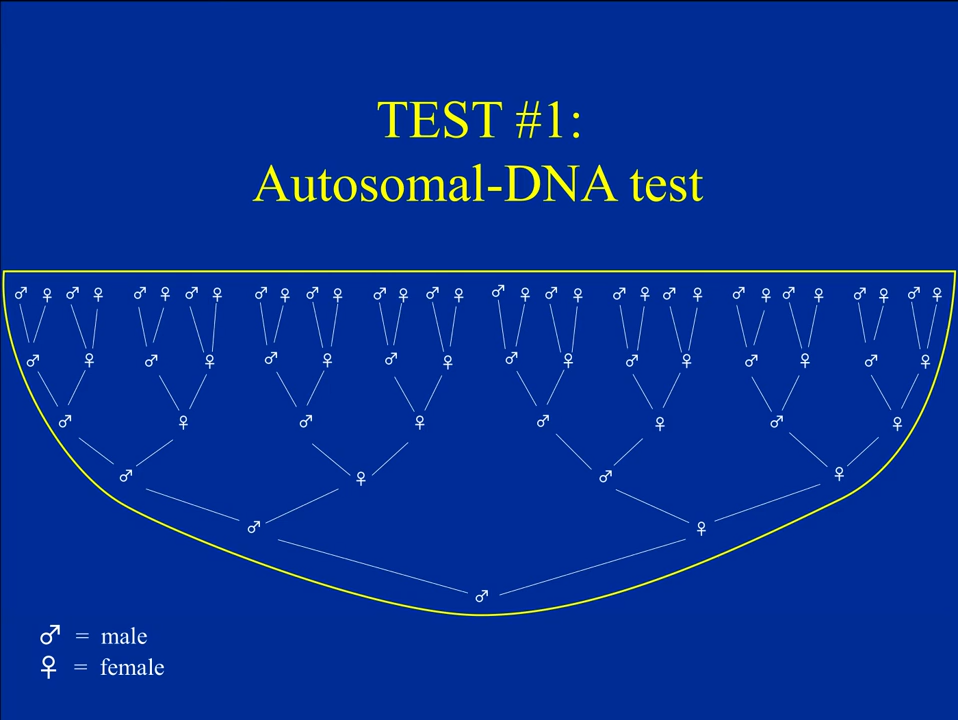 TEST #1:
Autosomal-DNA test
♂ ♀ ♂ ♀ ♂ ♀ ♂ ♀ ♂ ♀ ♂ ♀ ♂ ♀ ♂ ♀ ♂ ♀ ♂ ♀ ♂ ♀ ♂ ♀ ♂ ♀ ♂ ♀ ♂ ♀ ♂ ♀
♂ ♀ ♂ ♀ ♂ ♀ ♂ ♀ ♂ ♀ ♂ ♀ ♂ ♀ ♂ ♀
♂ ♀ ♂ ♀ ♂ ♀ ♂ ♀
♂ ♀ ♂ ♀
♂ ♀
♂
♂ = male
♀ = female